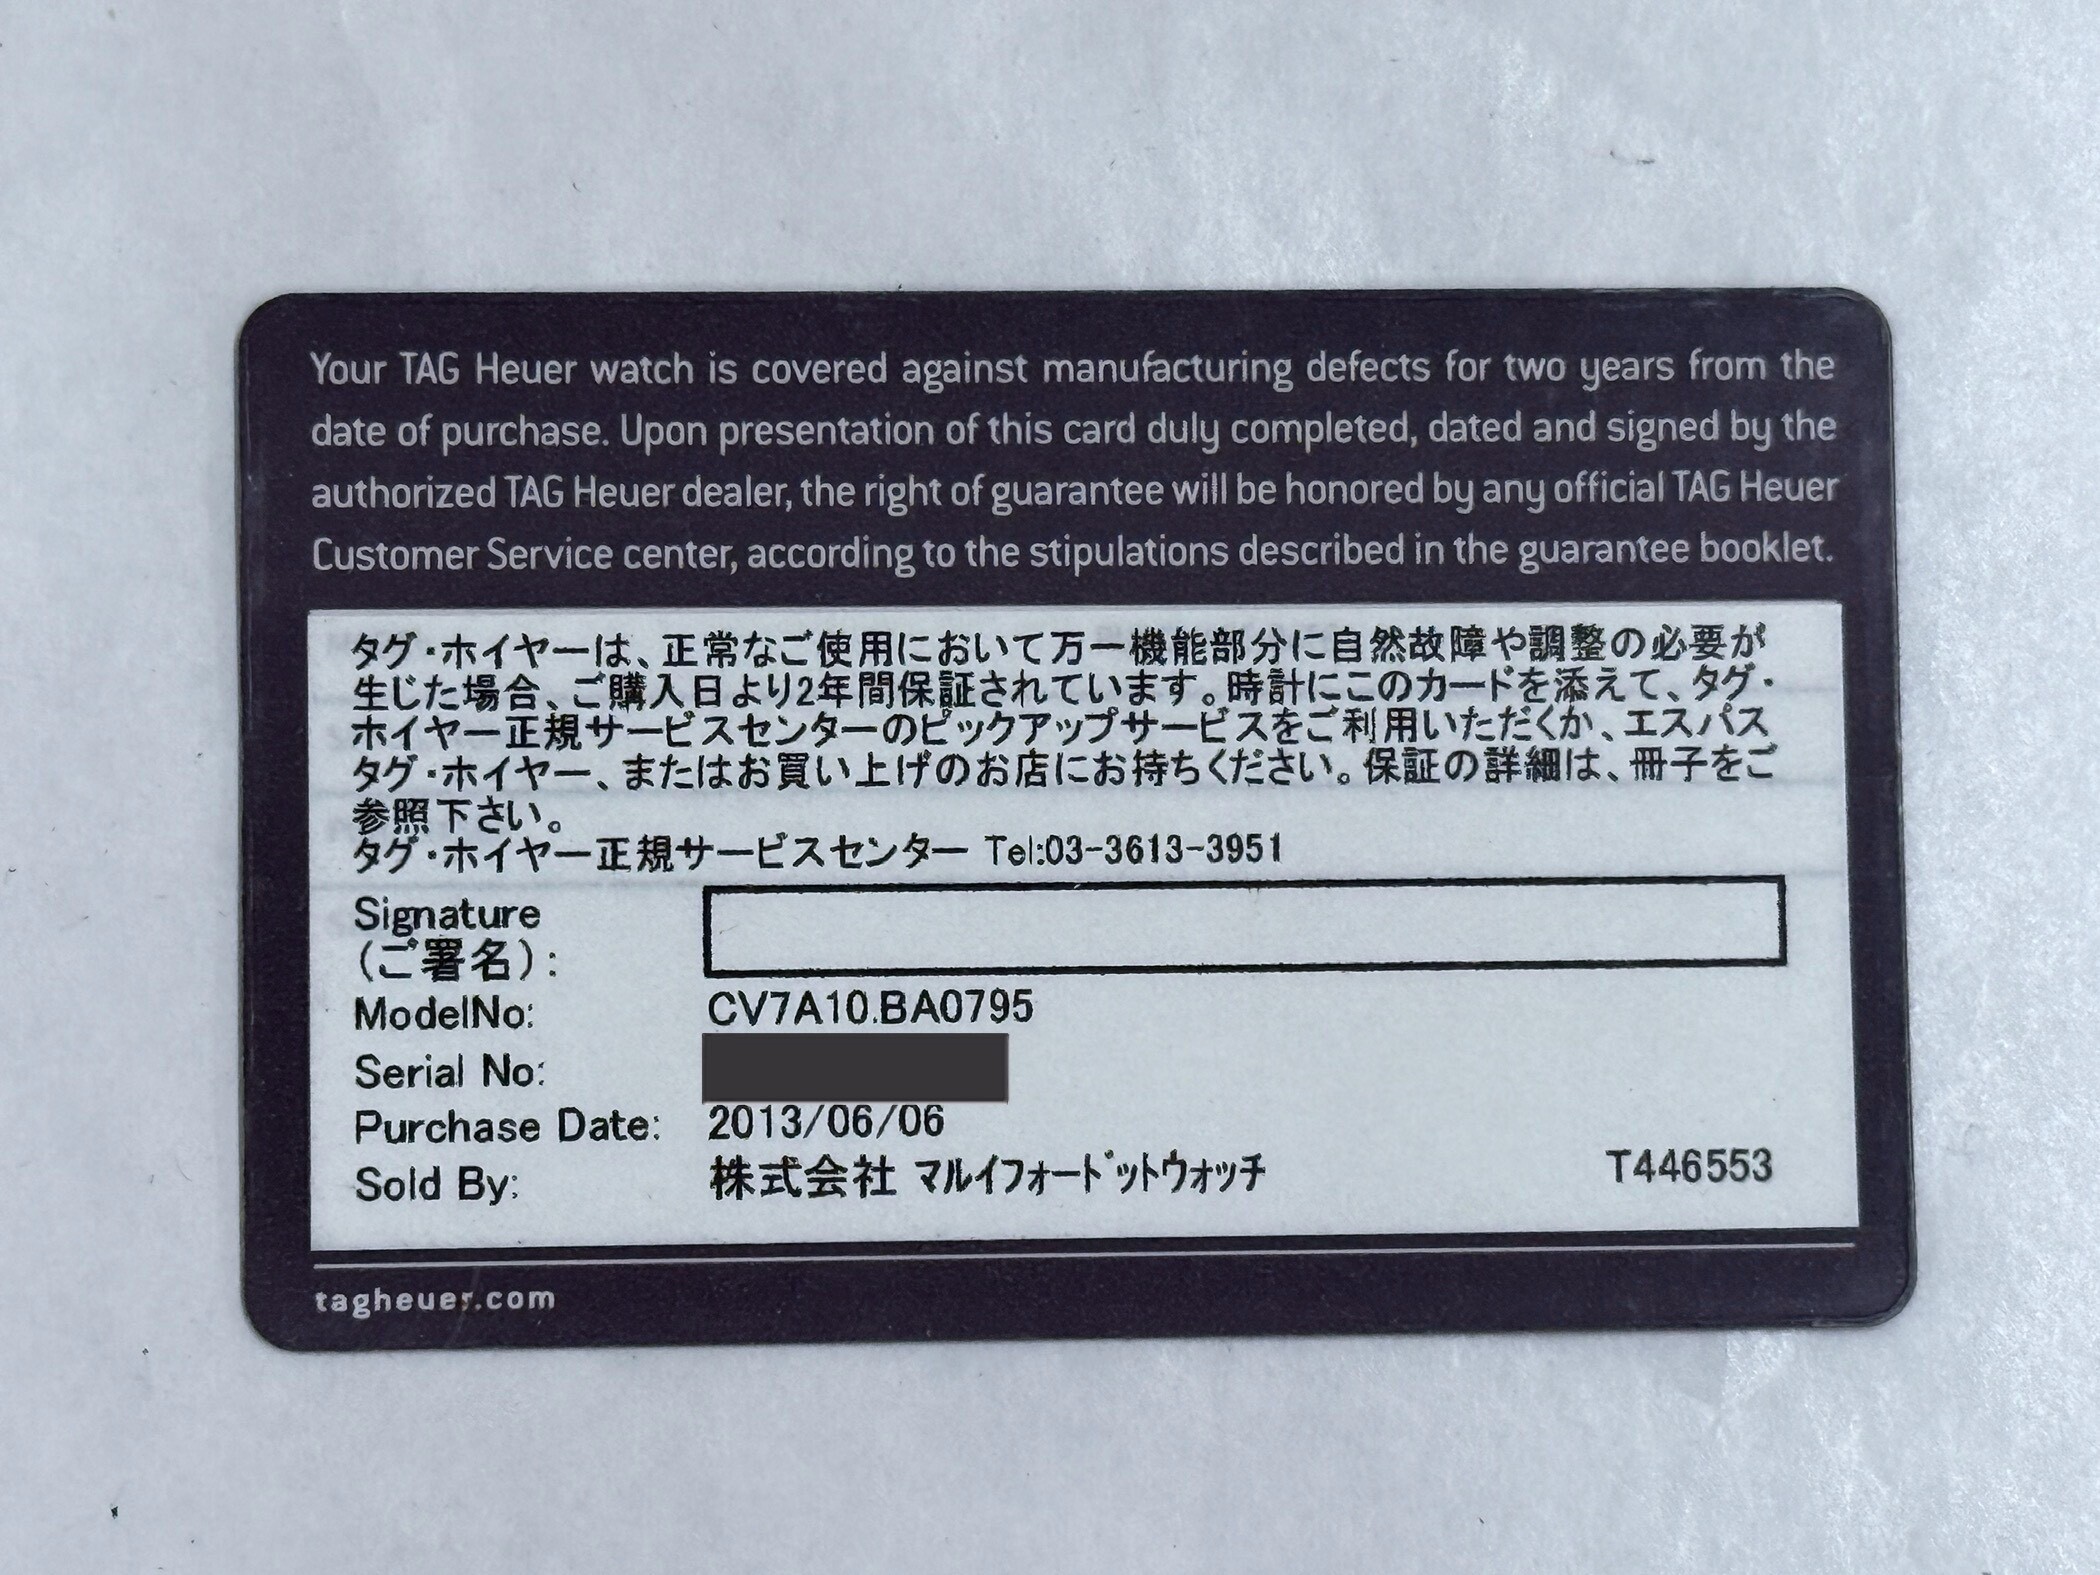 Your TAG Heuer watch is covered against manufacturing defects for two years from the
date of purchase. Upon presentation of this card duly completed, dated and signed by the
authorized TAG Heuer dealer, the right of guarantee will be honored by any official TAG Heuer
Customer Service center, according to the stipulations described in the guarantee booklet.
タグ・ホイヤーは、正常なご使用において万一機能部分に自然故障や調整の必要が
生じた場合、ご購入日より2年間保証されています。時計にこのカードを添えて、タグ・
ホイヤー正規サービスセンターのピックアップサービスをご利用いただくか、エスパス
タグ・ホイヤー、またはお買い上げのお店にお持ちください。保証の詳細は、冊子をご
参照下さい。
タグ・ホイヤー正規サービスセンター Tel:03-3613-3951
Signature
(ご署名):
ModelNo: CV7A10.BA0795
Serial No:
Purchase Date: 2013/06/06
Sold By: 株式会社 ﾏﾙｲﾌｫｰﾄﾞｯﾄｳｫｯﾁ T446553
tagheuer.com